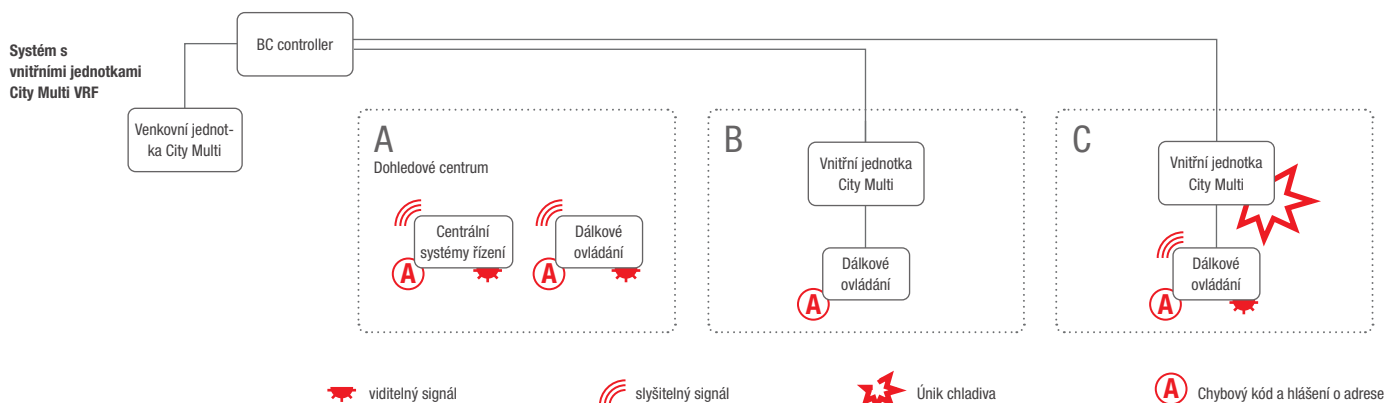 Systém s
vnitřními jednotkami
City Multi VRF
BC controller
Venkovní jednot-
ka City Multi
A
Dohledové centrum
Centrální
systémy řízení
A
Dálkové
ovládání
A
B
Vnitřní jednotka
City Multi
Dálkové
ovládání
A
C
Vnitřní jednotka
City Multi
Dálkové
ovládání
A
viditelný signál
slyšitelný signál
Únik chladiva
A
Chybový kód a hlášení o adrese